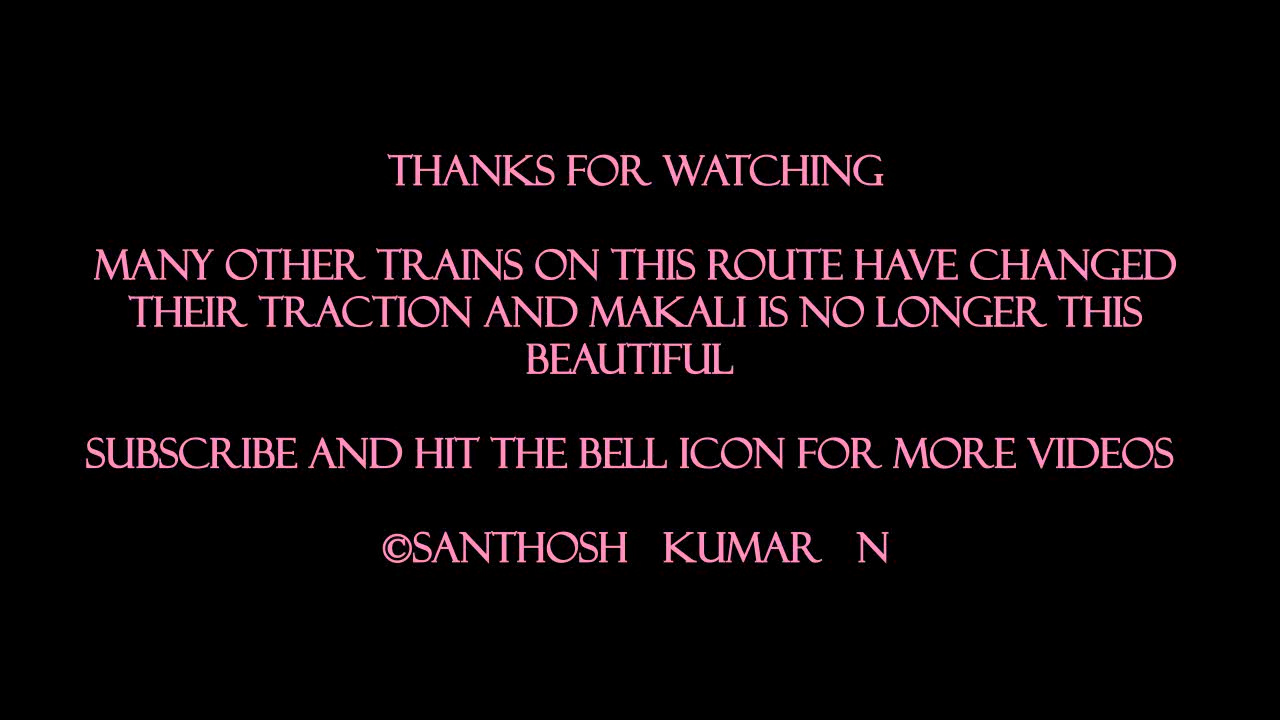 THANKS FOR WATCHING
MANY OTHER TRAINS ON THIS ROUTE HAVE CHANGED
THEIR TRACTION AND MAKALI IS NO LONGER THIS
BEAUTIFUL
SUBSCRIBE AND HIT THE BELL ICON FOR MORE VIDEOS
©SANTHOSH KUMAR N